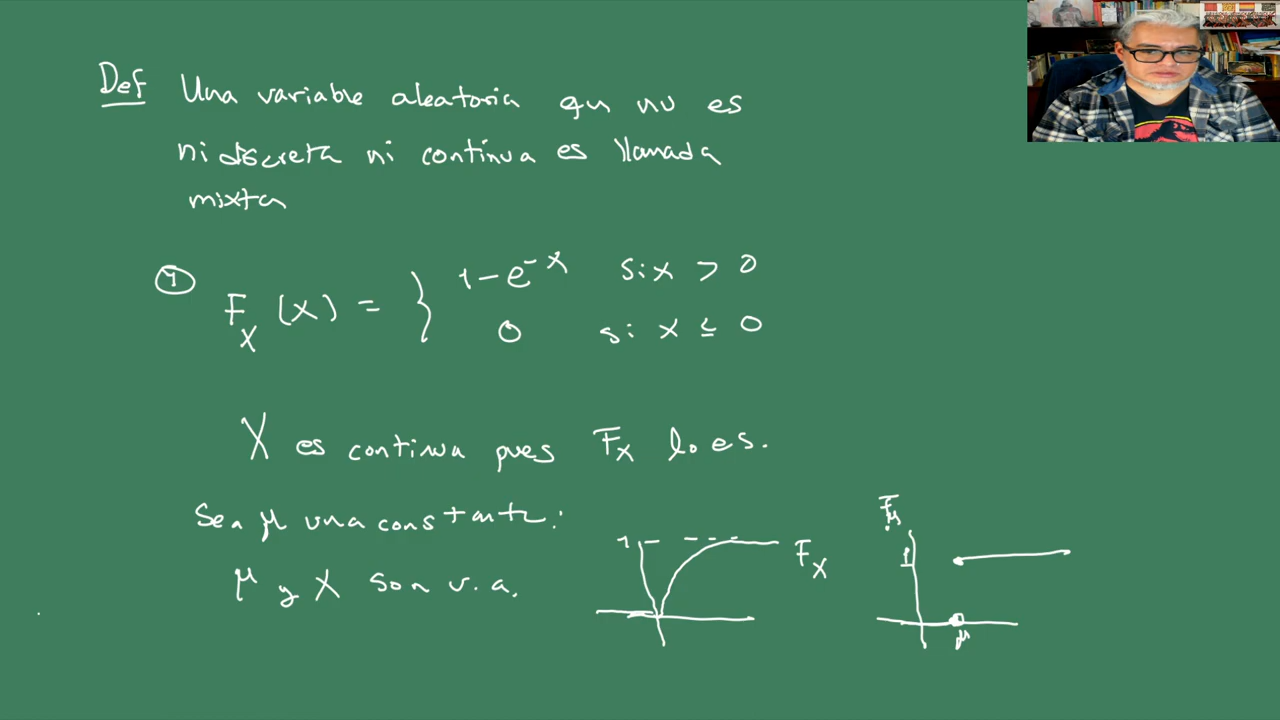 Def Una variable aleatoria qu no es
ni discreta ni continua es llamada
mixta
① F_X (x) = { 1 - e^{-x} si x > 0
0 si x ≤ 0
X es continua pues F_X lo es.
Sea μ una constante:
μ y X son v.a.
1
F_X
F_μ
1
μ